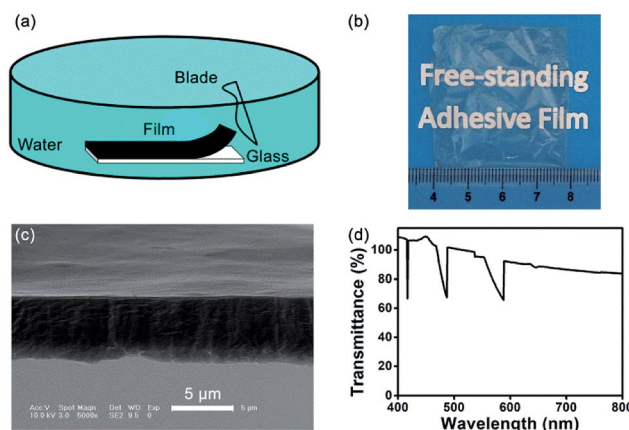 (a)
Blade
Film
Water
Glass
(b)
Free-standing
Adhesive Film
4 5 6 7 8
(c)
Acc.V Spot Magn Det WD Exp
10.0 kV 3.0 5000x SE2 9.5 0
5 µm
5 µm
(d)
Transmittance (%)
100
80
60
40
20
0
400 500 600 700 800
Wavelength (nm)